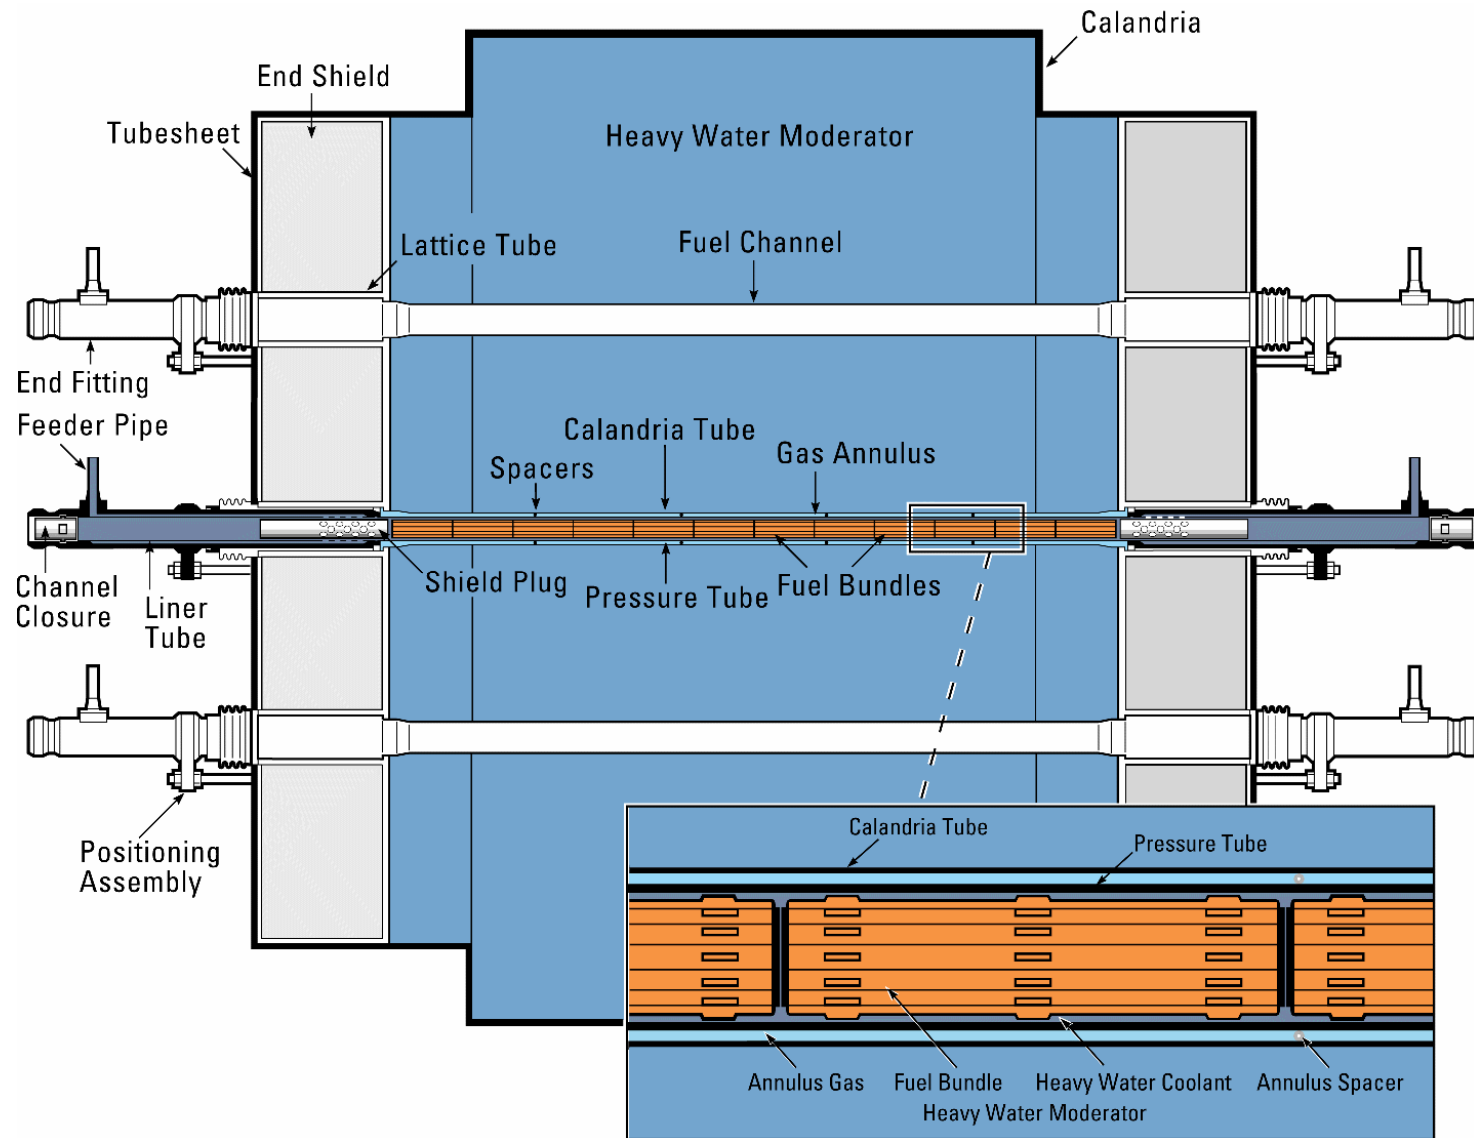 Calandria
End Shield
Tubesheet
Heavy Water Moderator
Lattice Tube
Fuel Channel
End Fitting
Feeder Pipe
Calandria Tube
Gas Annulus
Spacers
Channel
Closure
Liner
Tube
Shield Plug
Pressure Tube
Fuel Bundles
Positioning
Assembly
Calandria Tube
Pressure Tube
Annulus Gas
Fuel Bundle
Heavy Water Coolant
Annulus Spacer
Heavy Water Moderator